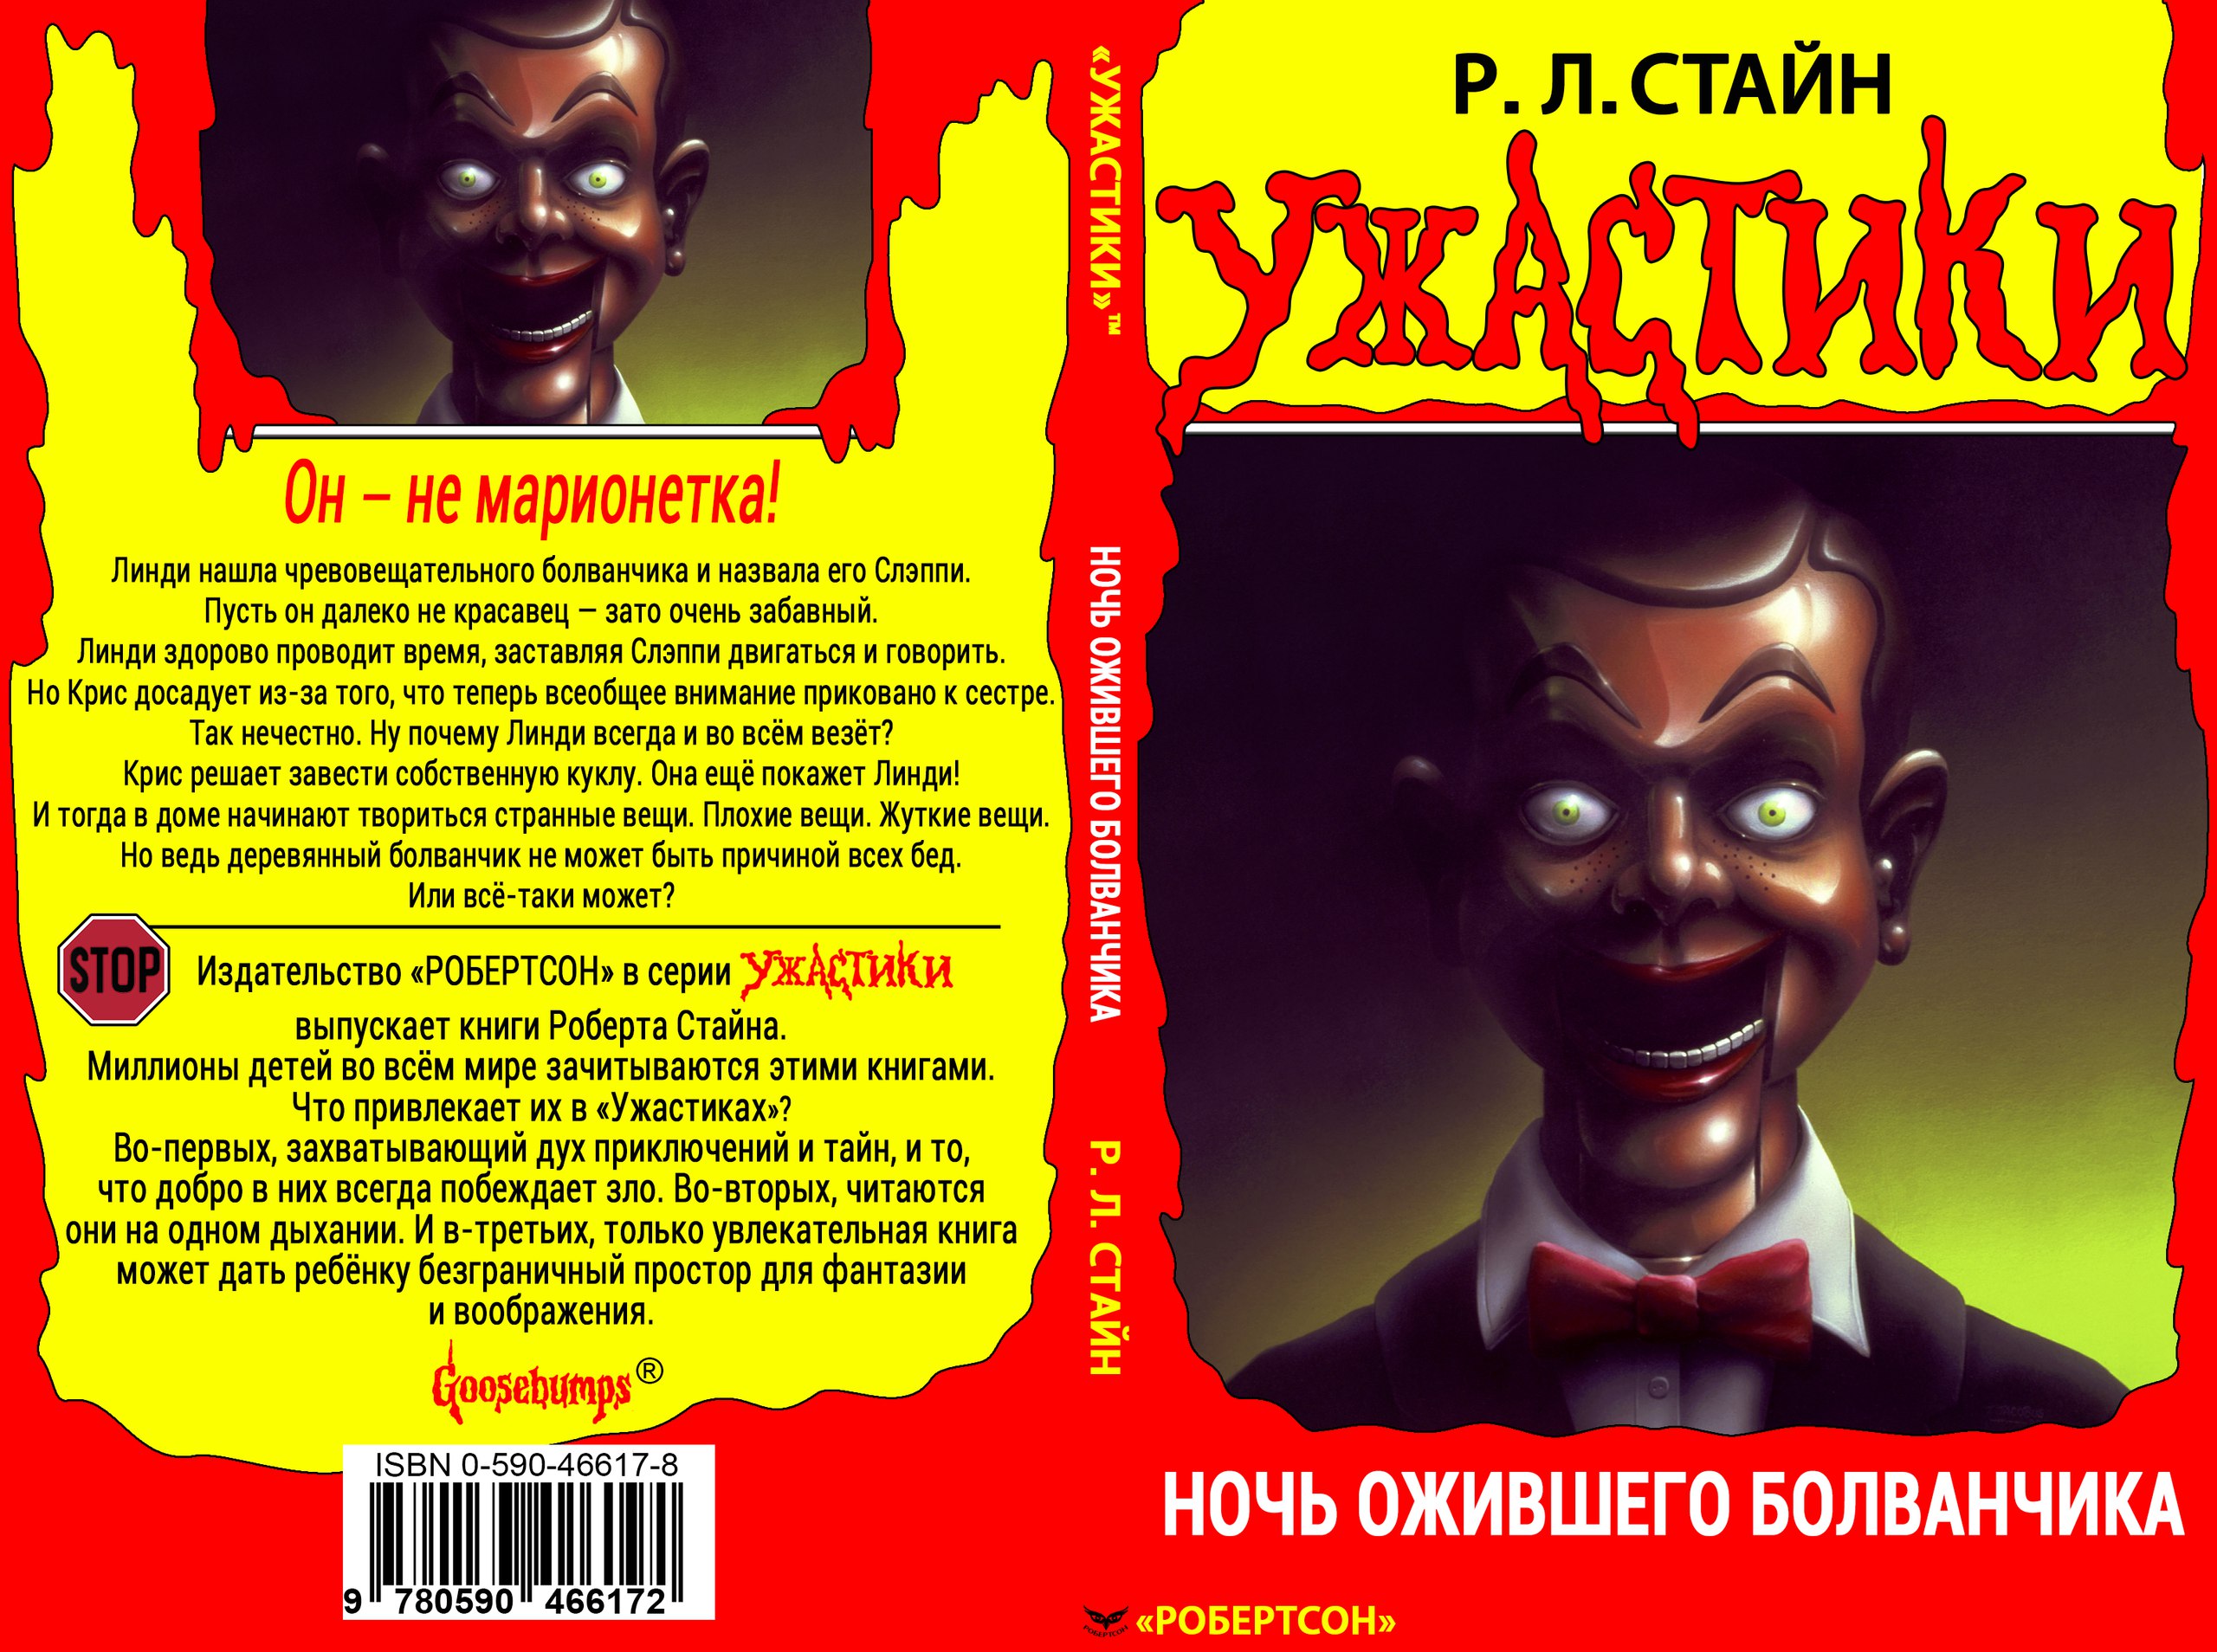 Он – не марионетка!
Линди нашла чревовещательного болванчика и назвала его Слэппи.
Пусть он далеко не красавец — зато очень забавный.
Линди здорово проводит время, заставляя Слэппи двигаться и говорить.
Но Крис досадует из-за того, что теперь всеобщее внимание приковано к сестре.
Так нечестно. Ну почему Линди всегда и во всём везёт?
Крис решает завести собственную куклу. Она ещё покажет Линди!
И тогда в доме начинают твориться странные вещи. Плохие вещи. Жуткие вещи.
Но ведь деревянный болванчик не может быть причиной всех бед.
Или всё-таки может?
STOP
Издательство «РОБЕРТСОН» в серии УЖАСТИКИ
выпускает книги Роберта Стайна.
Миллионы детей во всём мире зачитываются этими книгами.
Что привлекает их в «Ужастиках»?
Во-первых, захватывающий дух приключений и тайн, и то,
что добро в них всегда побеждает зло. Во-вторых, читаются
они на одном дыхании. И в-третьих, только увлекательная книга
может дать ребёнку безграничный простор для фантазии
и воображения.
Goosebumps®
ISBN 0-590-46617-8
9 780590 466172
«УЖАСТИКИ»™
НОЧЬ ОЖИВШЕГО БОЛВАНЧИКА
Р. Л. СТАЙН
Р. Л. СТАЙН
УЖАСТИКИ
НОЧЬ ОЖИВШЕГО БОЛВАНЧИКА
РОБЕРТСОН
«РОБЕРТСОН»